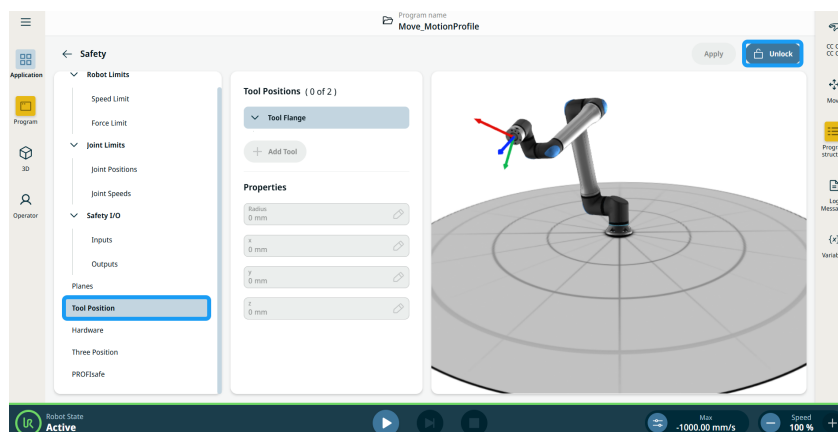 Program name
Move_MotionProfile
Safety
Apply
Unlock
Application
Program
3D
Operator
Robot Limits
Speed Limit
Force Limit
Joint Limits
Joint Positions
Joint Speeds
Safety I/O
Inputs
Outputs
Planes
Tool Position
Hardware
Three Position
PROFIsafe
Tool Positions ( 0 of 2 )
Tool Flange
Add Tool
Properties
Radius
0 mm
x
0 mm
y
0 mm
z
0 mm
Robot State
Active
Max
-1000.00 mm/s
Speed
100 %